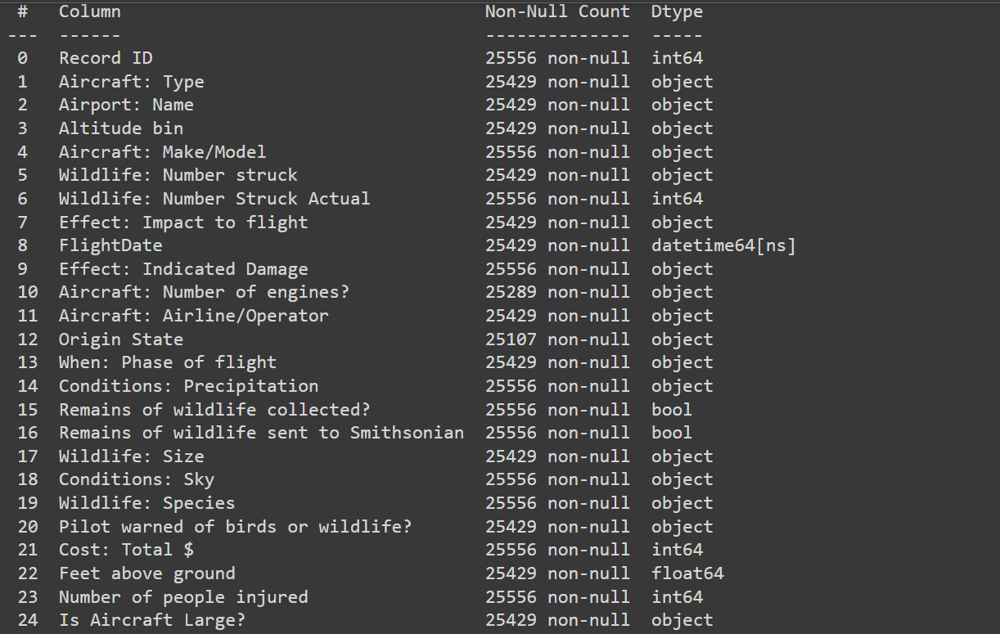 #   Column                                   Non-Null Count  Dtype
---  ------                                   --------------  -----
 0   Record ID                                25556 non-null  int64
 1   Aircraft: Type                           25429 non-null  object
 2   Airport: Name                            25429 non-null  object
 3   Altitude bin                             25429 non-null  object
 4   Aircraft: Make/Model                     25556 non-null  object
 5   Wildlife: Number struck                  25429 non-null  object
 6   Wildlife: Number Struck Actual           25556 non-null  int64
 7   Effect: Impact to flight                 25429 non-null  object
 8   FlightDate                               25429 non-null  datetime64[ns]
 9   Effect: Indicated Damage                 25556 non-null  object
 10  Aircraft: Number of engines?             25289 non-null  object
 11  Aircraft: Airline/Operator               25429 non-null  object
 12  Origin State                             25107 non-null  object
 13  When: Phase of flight                    25429 non-null  object
 14  Conditions: Precipitation                25556 non-null  object
 15  Remains of wildlife collected?           25556 non-null  bool
 16  Remains of wildlife sent to Smithsonian  25556 non-null  bool
 17  Wildlife: Size                           25429 non-null  object
 18  Conditions: Sky                          25556 non-null  object
 19  Wildlife: Species                        25556 non-null  object
 20  Pilot warned of birds or wildlife?       25429 non-null  object
 21  Cost: Total $                            25556 non-null  int64
 22  Feet above ground                        25429 non-null  float64
 23  Number of people injured                 25556 non-null  int64
 24  Is Aircraft Large?                       25429 non-null  object